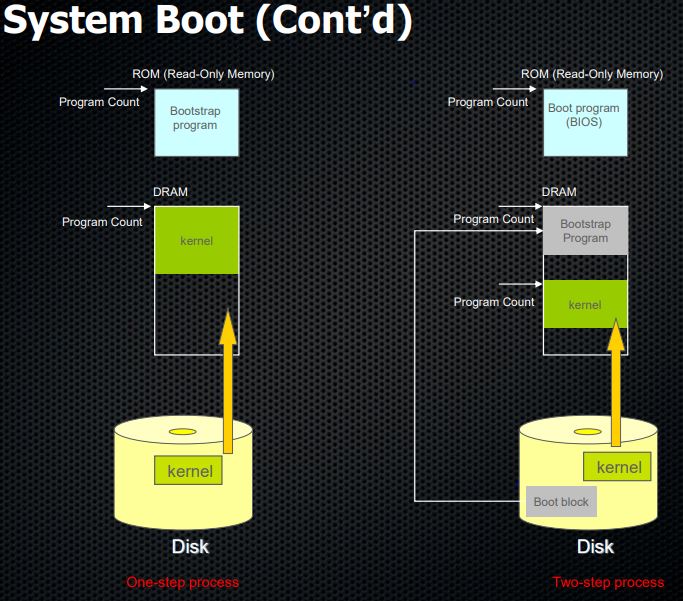 System Boot (Cont’d)
ROM (Read-Only Memory)
Program Count
Bootstrap
program
DRAM
Program Count
kernel
kernel
Disk
One-step process
ROM (Read-Only Memory)
Program Count
Boot program
(BIOS)
DRAM
Program Count
Bootstrap
Program
Program Count
kernel
kernel
Boot block
Disk
Two-step process